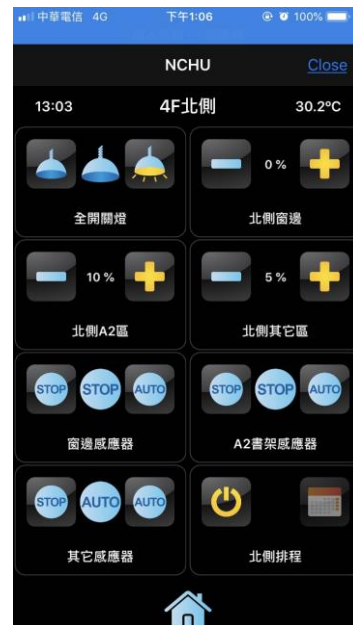 中華電信 4G 下午1:06 100%
NCHU Close
13:03 4F北側 30.2ºC
0 %
全開關燈 北側窗邊
10 % 5 %
北側A2區 北側其它區
STOP STOP AUTO STOP STOP AUTO
窗邊感應器 A2書架感應器
STOP AUTO AUTO
其它感應器 北側排程